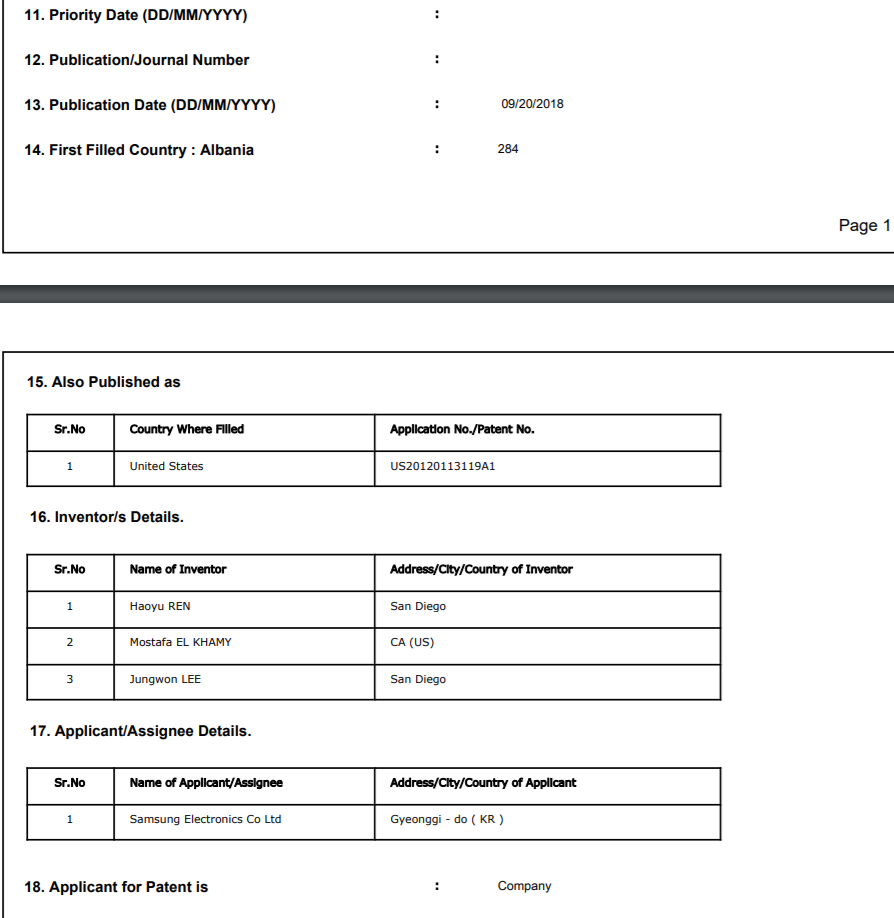 11. Priority Date (DD/MM/YYYY) :
12. Publication/Journal Number :
13. Publication Date (DD/MM/YYYY) : 09/20/2018
14. First Filled Country : Albania : 284
Page 1
15. Also Published as
Sr.No Country Where Filled Application No./Patent No.
1 United States US20120113119A1
16. Inventor/s Details.
Sr.No Name of Inventor Address/City/Country of Inventor
1 Haoyu REN San Diego
2 Mostafa EL KHAMY CA (US)
3 Jungwon LEE San Diego
17. Applicant/Assignee Details.
Sr.No Name of Applicant/Assignee Address/City/Country of Applicant
1 Samsung Electronics Co Ltd Gyeonggi - do ( KR )
18. Applicant for Patent is : Company